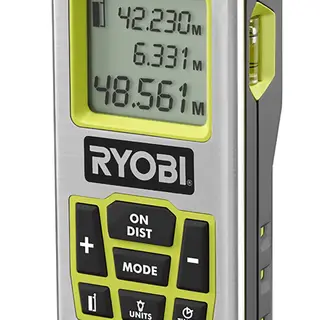 42.230M
6.331M
48.561M
RYOBI®
ON
DIST
+
-
MODE
UNITS